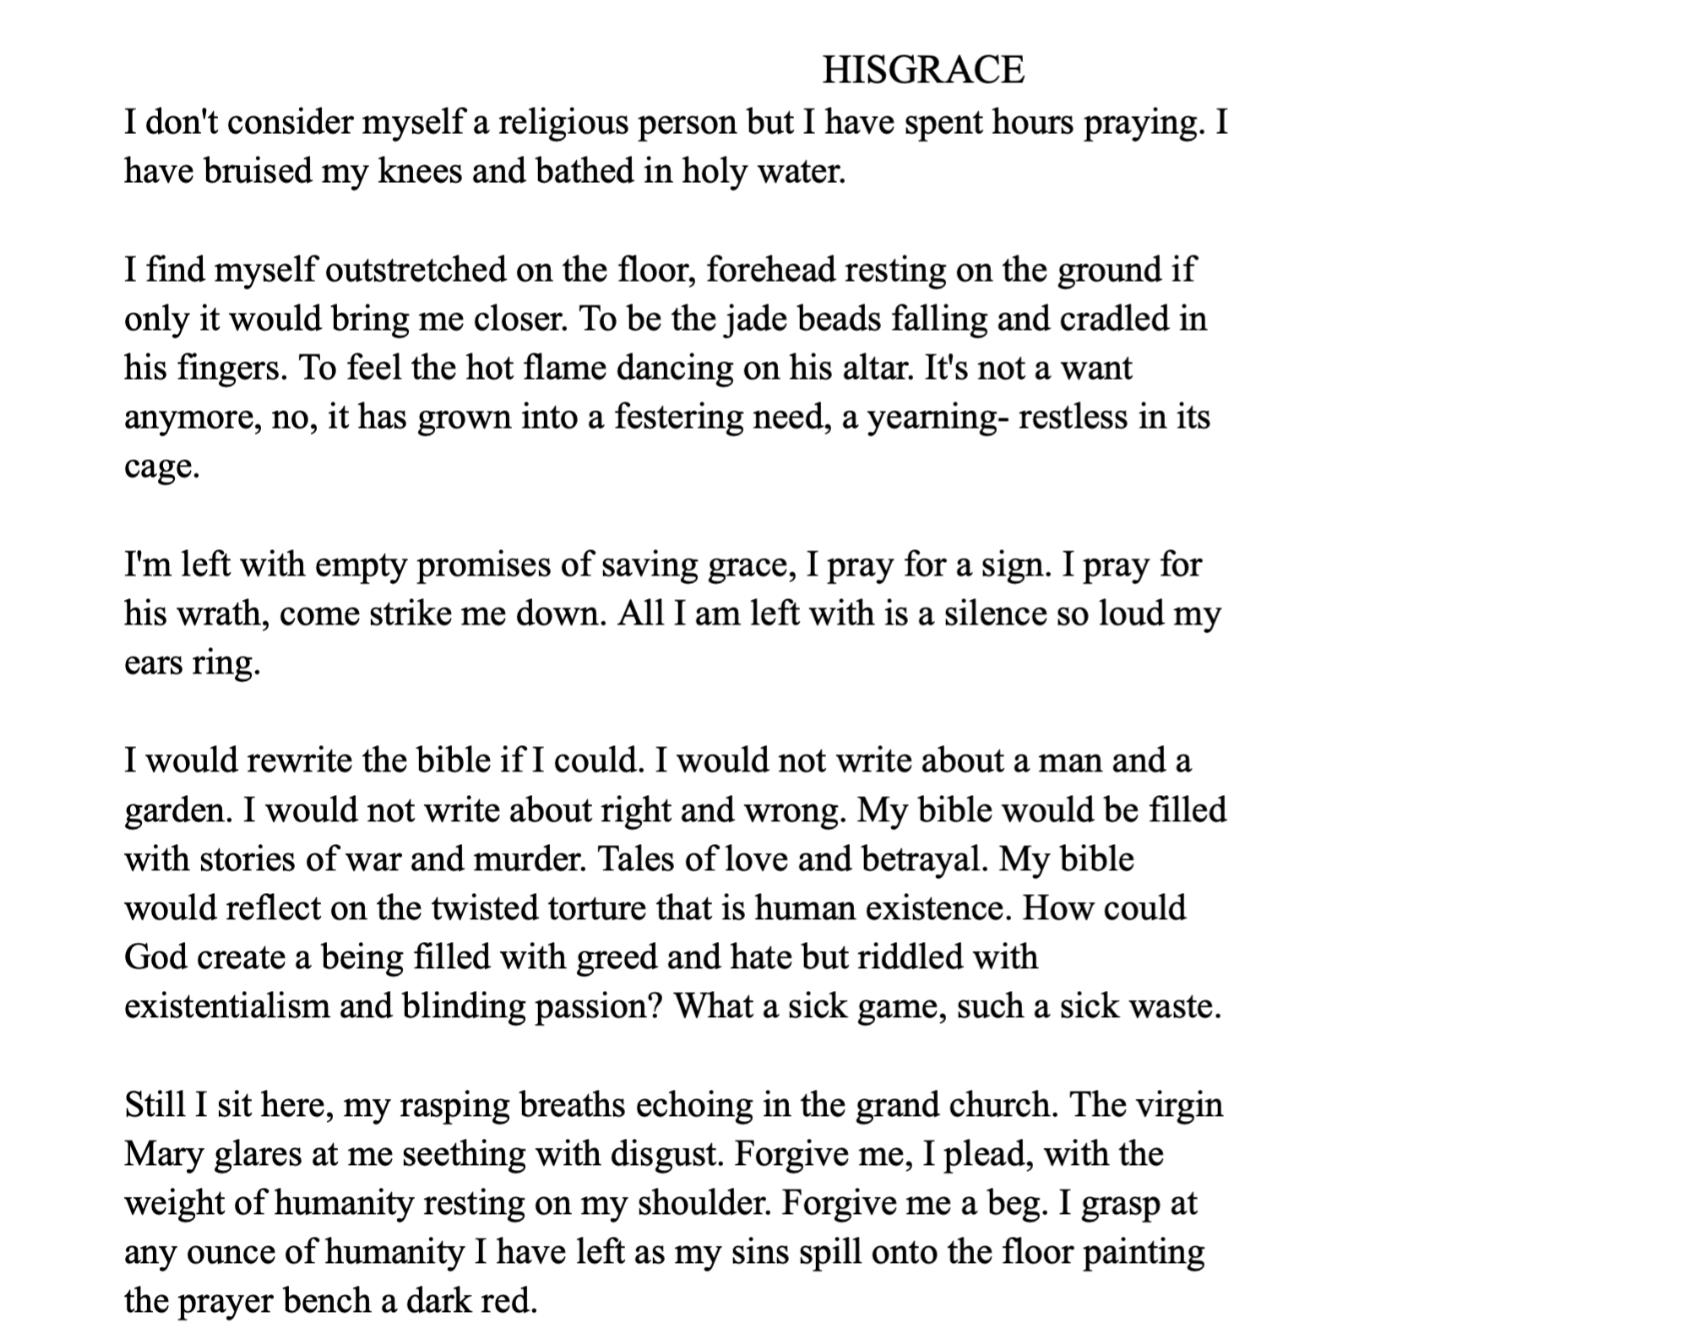 HISGRACE
I don't consider myself a religious person but I have spent hours praying. I
have bruised my knees and bathed in holy water.
I find myself outstretched on the floor, forehead resting on the ground if
only it would bring me closer. To be the jade beads falling and cradled in
his fingers. To feel the hot flame dancing on his altar. It's not a want
anymore, no, it has grown into a festering need, a yearning- restless in its
cage.
I'm left with empty promises of saving grace, I pray for a sign. I pray for
his wrath, come strike me down. All I am left with is a silence so loud my
ears ring.
I would rewrite the bible if I could. I would not write about a man and a
garden. I would not write about right and wrong. My bible would be filled
with stories of war and murder. Tales of love and betrayal. My bible
would reflect on the twisted torture that is human existence. How could
God create a being filled with greed and hate but riddled with
existentialism and blinding passion? What a sick game, such a sick waste.
Still I sit here, my rasping breaths echoing in the grand church. The virgin
Mary glares at me seething with disgust. Forgive me, I plead, with the
weight of humanity resting on my shoulder. Forgive me a beg. I grasp at
any ounce of humanity I have left as my sins spill onto the floor painting
the prayer bench a dark red.